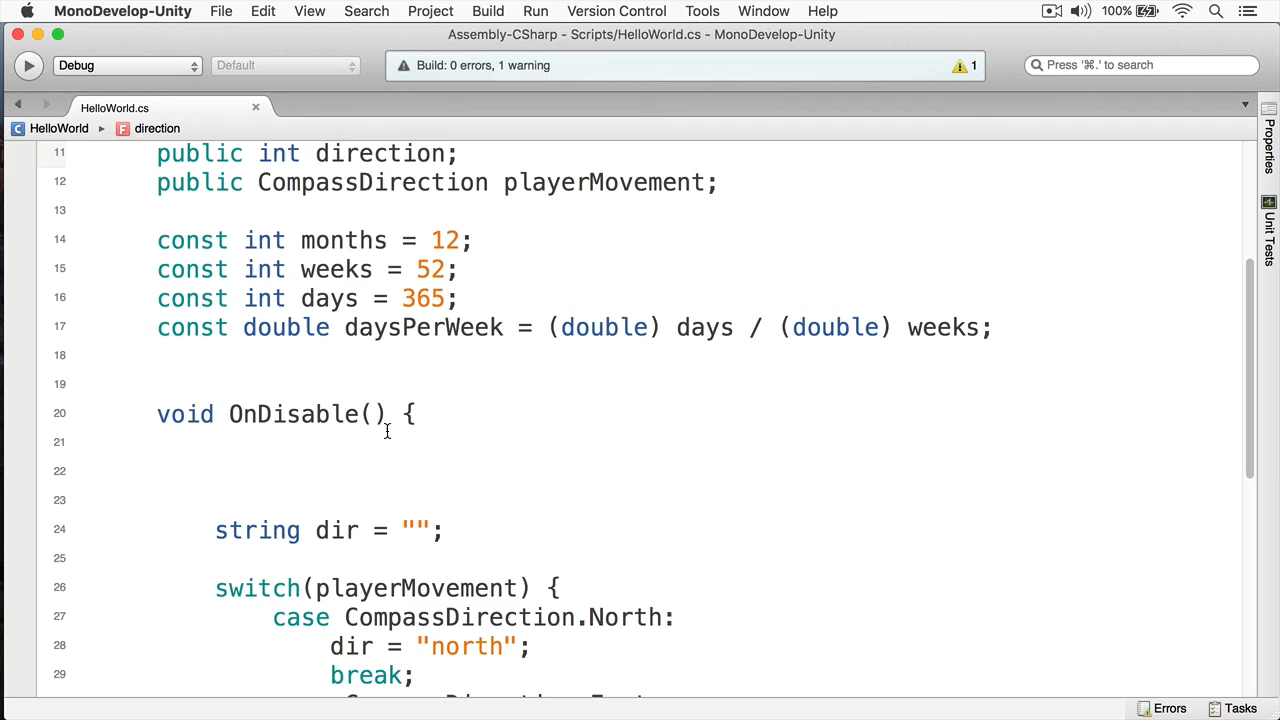 MonoDevelop-Unity File Edit View Search Project Build Run Version Control Tools Window Help 100%
Assembly-CSharp - Scripts/HelloWorld.cs - MonoDevelop-Unity
Debug Default Build: 0 errors, 1 warning 1 Press '⌘.' to search
HelloWorld.cs
HelloWorld direction
11 public int direction;
12 public CompassDirection playerMovement;
13
14 const int months = 12;
15 const int weeks = 52;
16 const int days = 365;
17 const double daysPerWeek = (double) days / (double) weeks;
18
19
20 void OnDisable() {
21
22
23
24 string dir = "";
25
26 switch(playerMovement) {
27 case CompassDirection.North:
28 dir = "north";
29 break;
Properties
Unit Tests
Errors Tasks